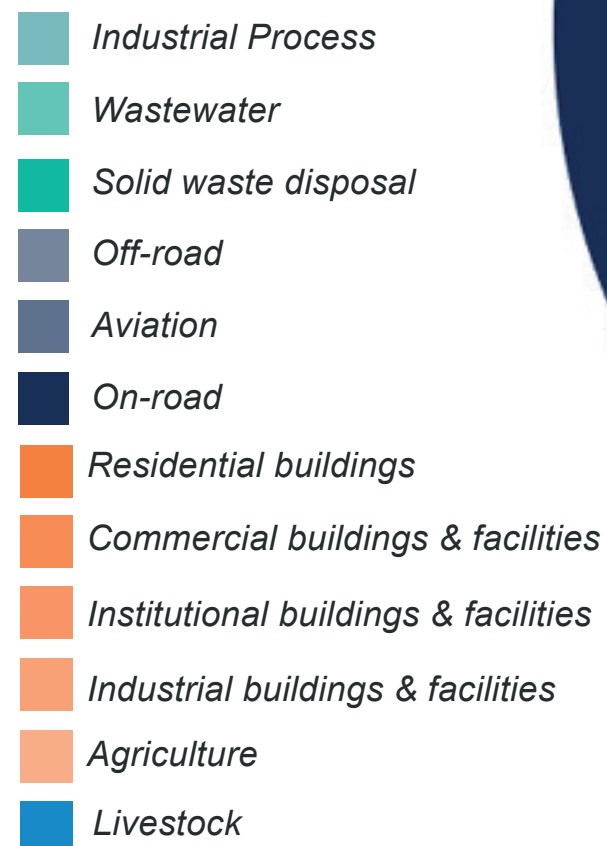 Industrial Process
Wastewater
Solid waste disposal
Off-road
Aviation
On-road
Residential buildings
Commercial buildings & facilities
Institutional buildings & facilities
Industrial buildings & facilities
Agriculture
Livestock